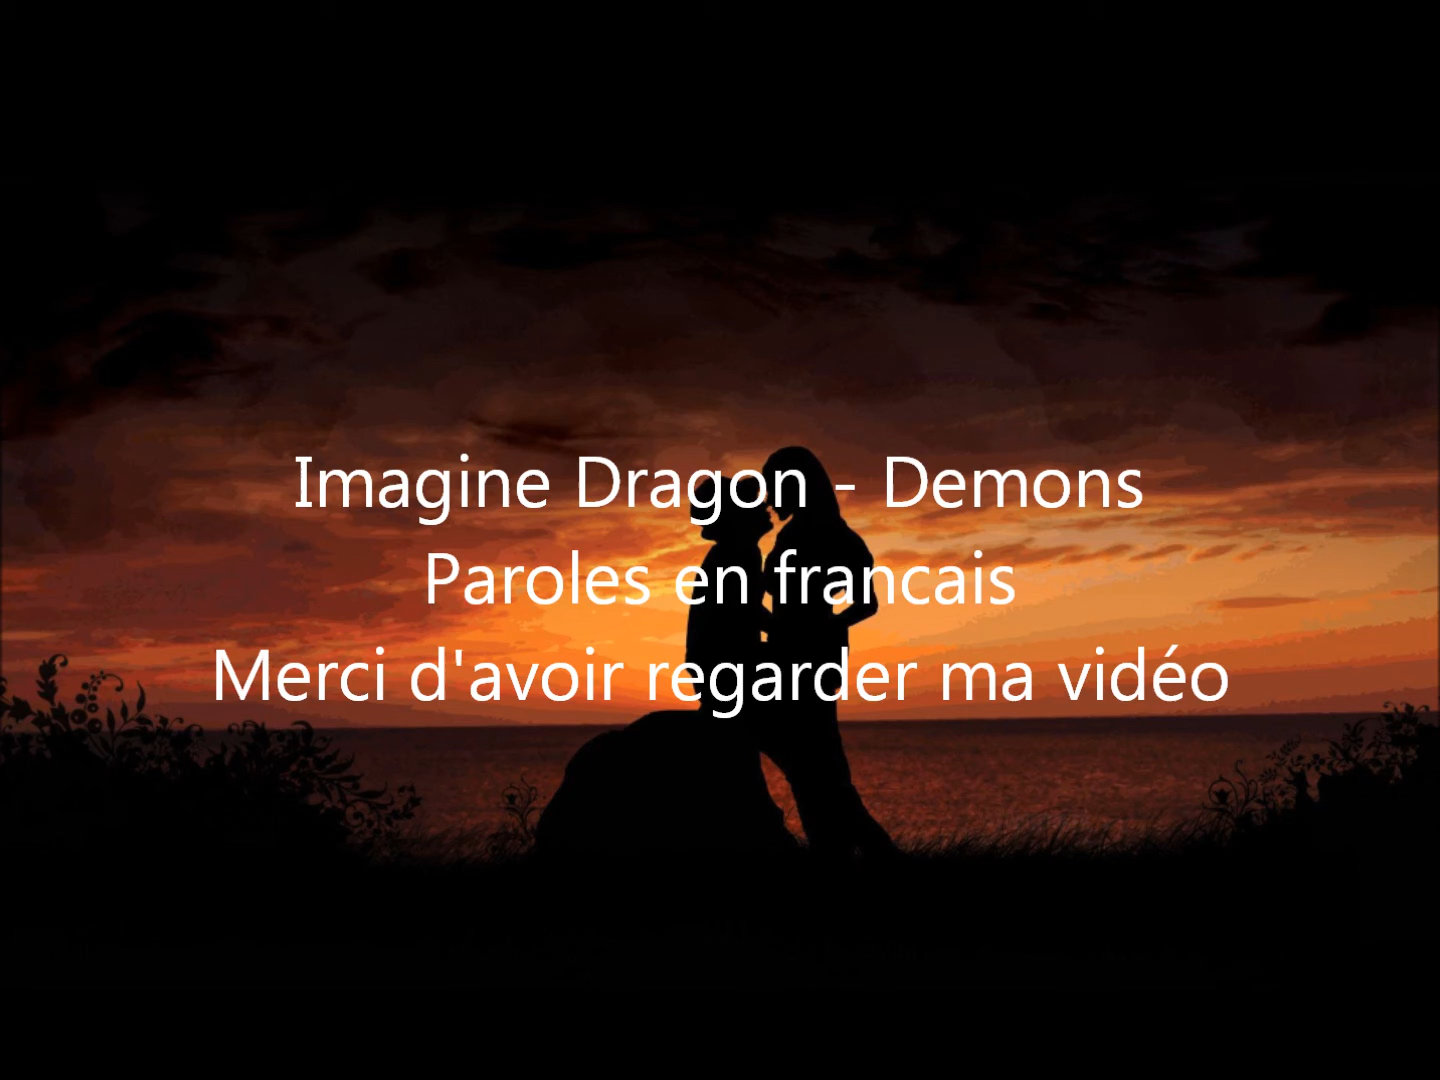 Imagine Dragon - Demons
Paroles en francais
Merci d'avoir regarder ma vidéo